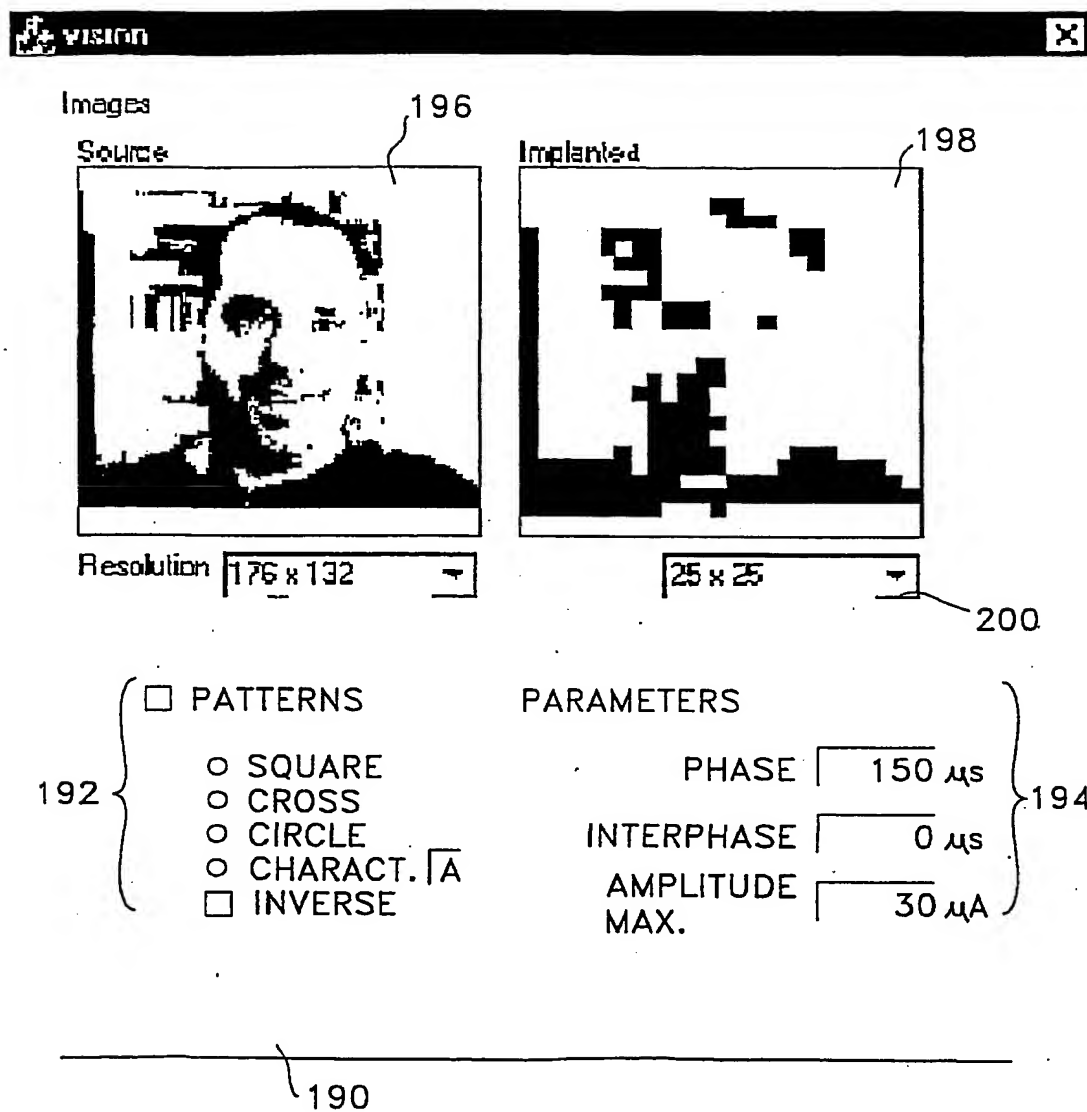 vision
Images
196
Source
Implanted
198
Resolution 176 x 132
25 x 25
200
PATTERNS
SQUARE
CROSS
CIRCLE
CHARACT. A
INVERSE
192
PARAMETERS
PHASE 150 µs
INTERPHASE 0 µs
AMPLITUDE
MAX. 30 µA
194
190